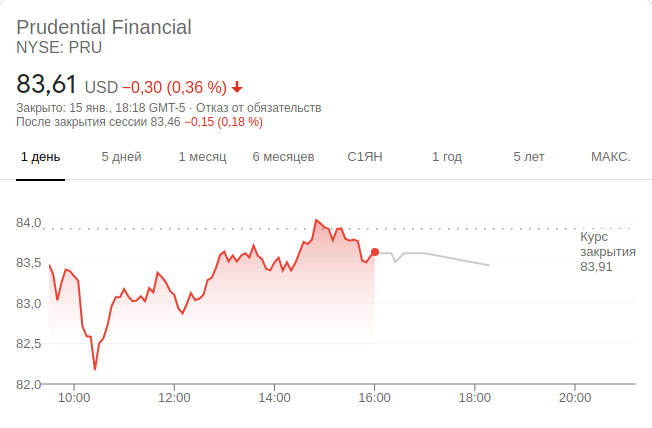 Prudential Financial
NYSE: PRU
83,61 USD −0,30 (0,36 %)
Закрыто: 15 янв., 18:18 GMT-5 · Отказ от обязательств
После закрытия сессии 83,46 −0,15 (0,18 %)
1 день 5 дней 1 месяц 6 месяцев С1ЯН 1 год 5 лет МАКС.
84,0
Курс
закрытия
83,91
83,5
83,0
82,5
82,0
10:00 12:00 14:00 16:00 18:00 20:00